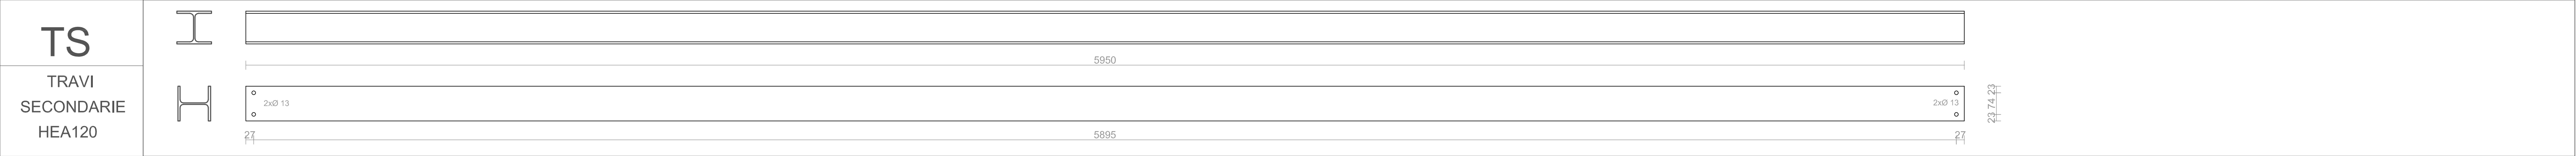 TS
TRAVI
SECONDARIE
HEA120
5950
2xØ 13
2xØ 13
23 74 23
27
5895
27